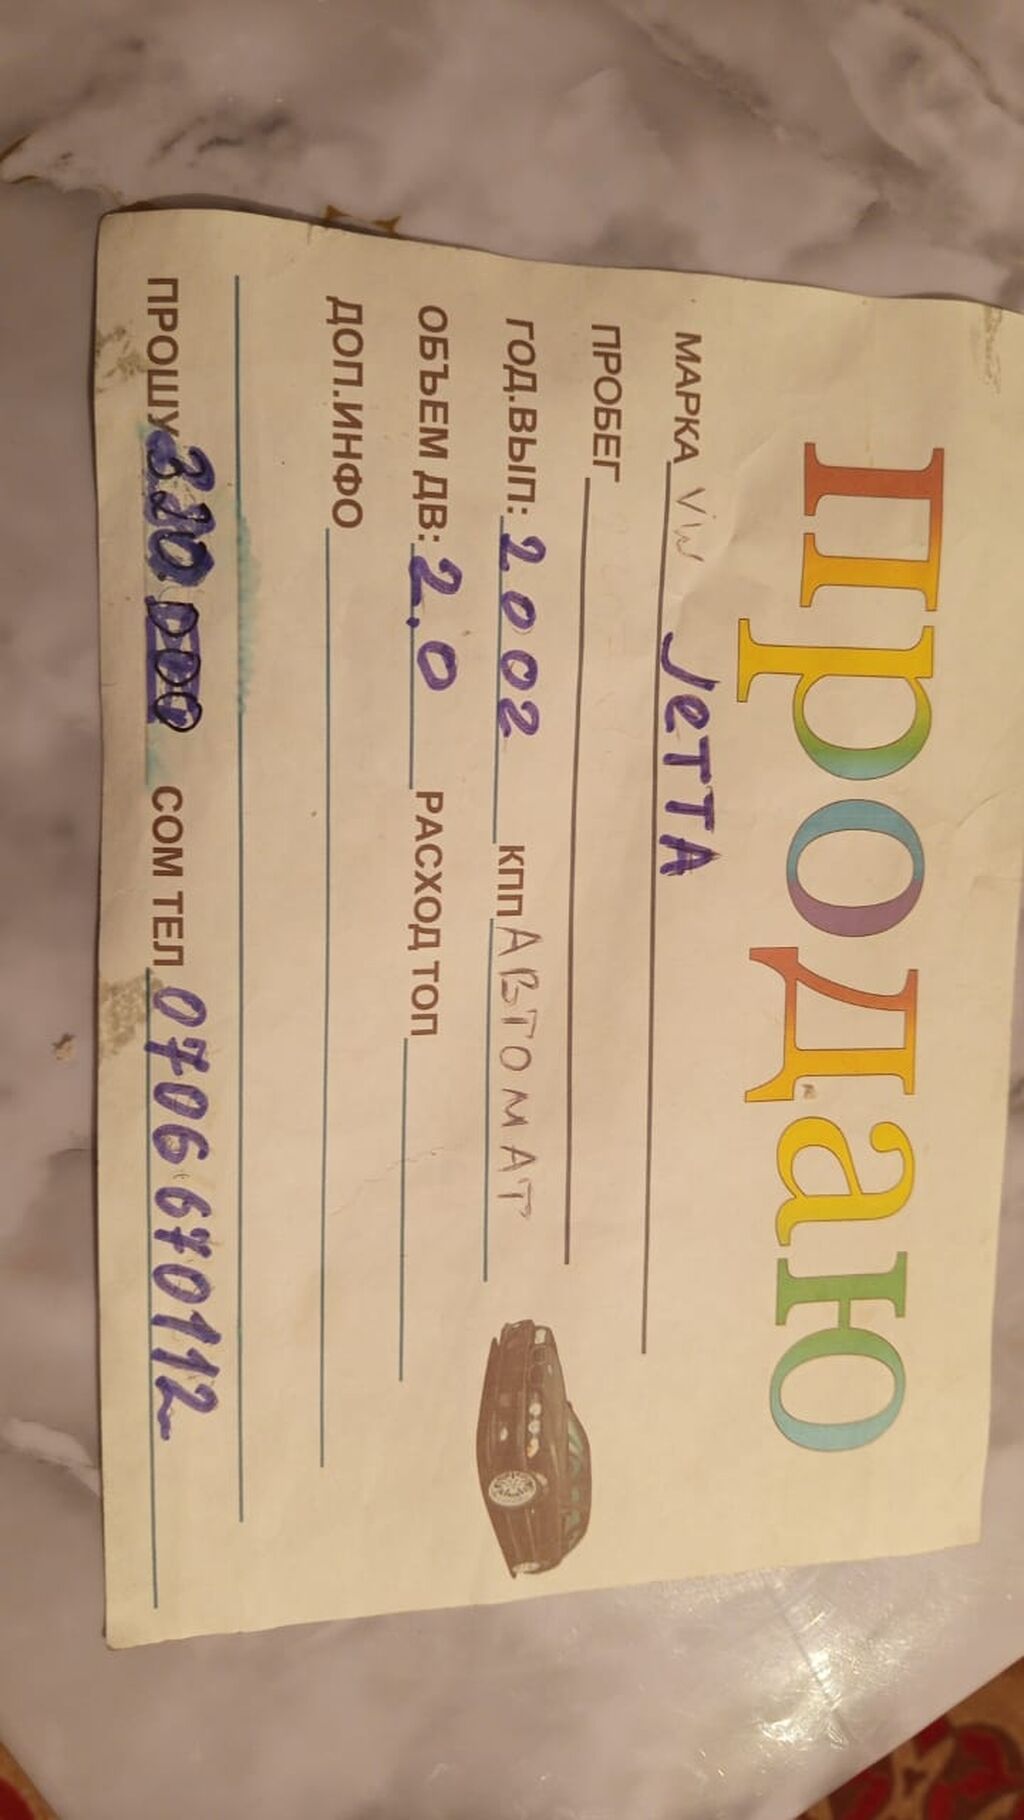 Продаю
МАРКА VW Jетта
ПРОБЕГ
ГОД.ВЫП: 2002 КПП АВТОМАТ
ОБЪЕМ ДВ: 2,0 РАСХОД ТОП
ДОП.ИНФО
ПРОШУ 000 СОМ ТЕЛ 0706670112